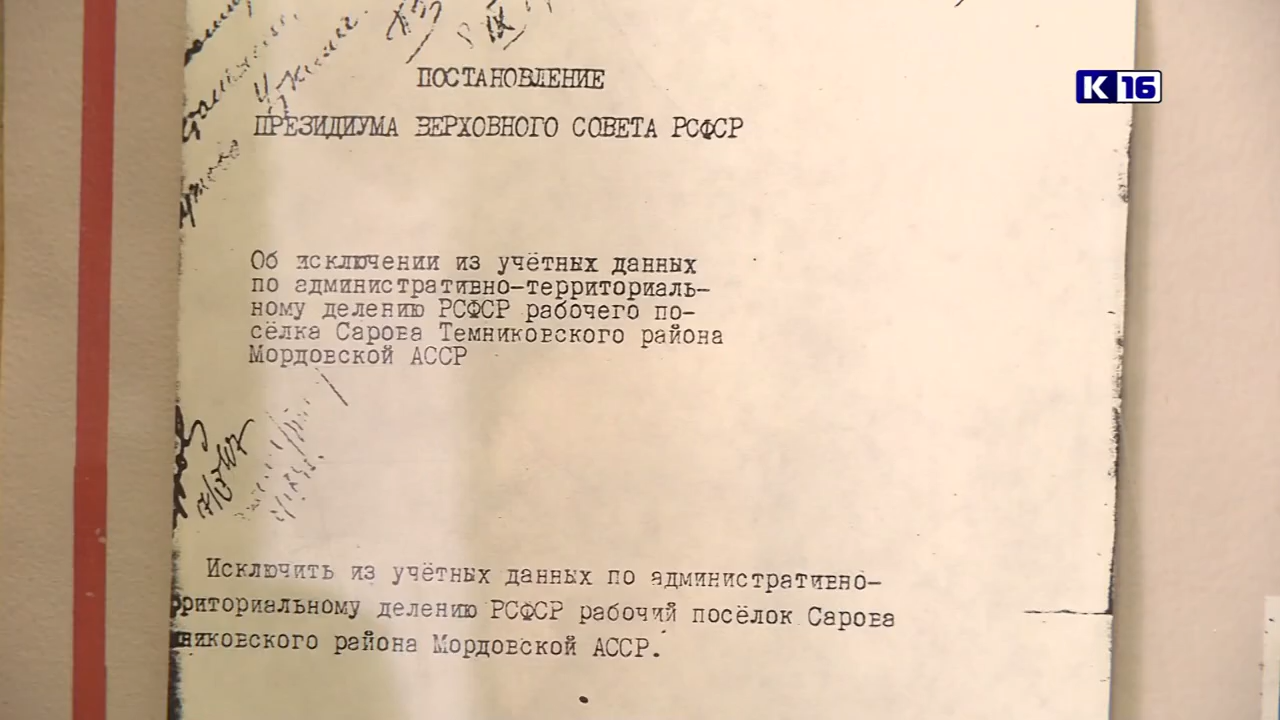 К 16
ПОСТАНОВЛЕНИЕ
ПРЕЗИДИУМА ВЕРХОВНОГО СОВЕТА РСФСР
Об исключении из учётных данных
по административно-территориаль-
ному делению РСФСР рабочего по-
сёлка Сарова Темниковского района
Мордовской АССР
Исключить из учётных данных по административно-
рриториальному делению РСФСР рабочий посёлок Сарова
никовского района Мордовской АССР.